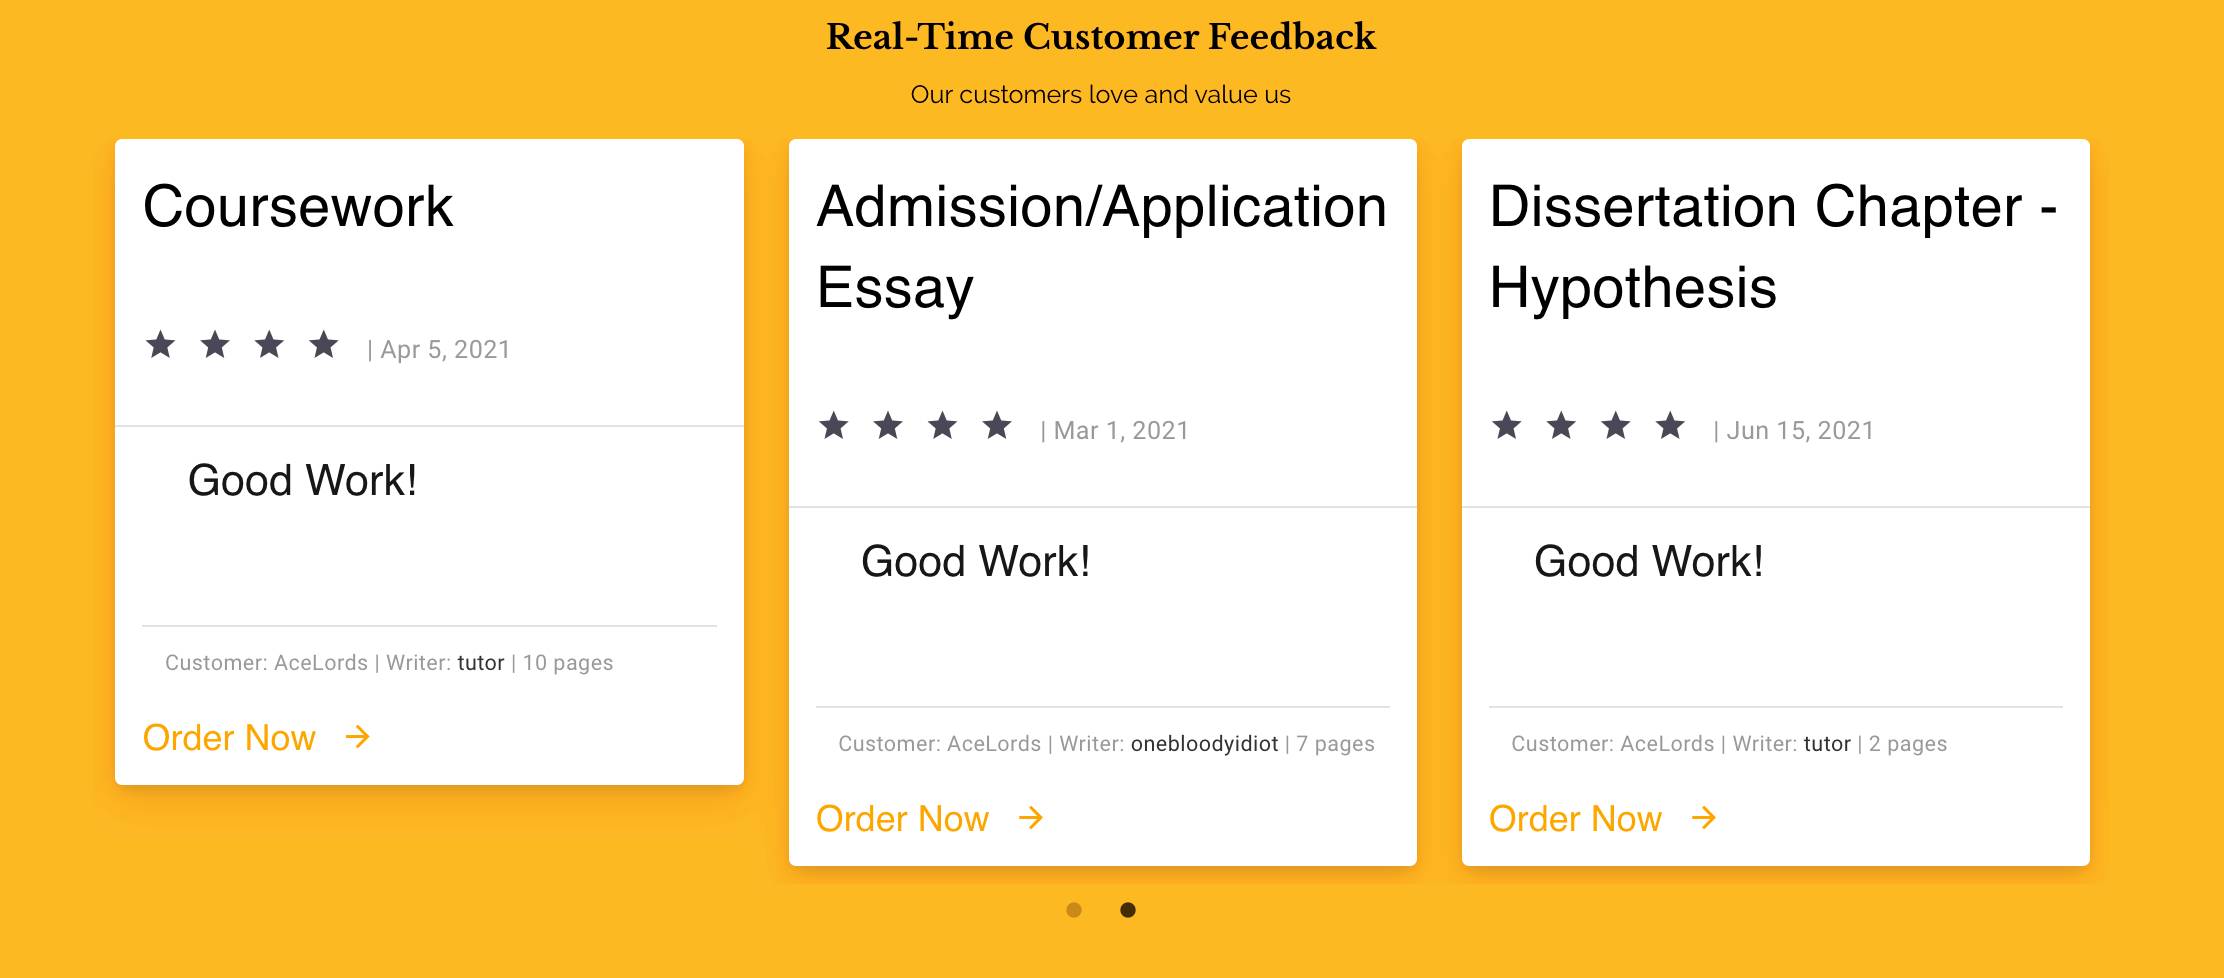 Real-Time Customer Feedback
Our customers love and value us
Coursework
| Apr 5, 2021
Good Work!
Customer: AceLords | Writer: tutor | 10 pages
Order Now
Admission/Application
Essay
| Mar 1, 2021
Good Work!
Customer: AceLords | Writer: onebloodyidiot | 7 pages
Order Now
Dissertation Chapter -
Hypothesis
| Jun 15, 2021
Good Work!
Customer: AceLords | Writer: tutor | 2 pages
Order Now